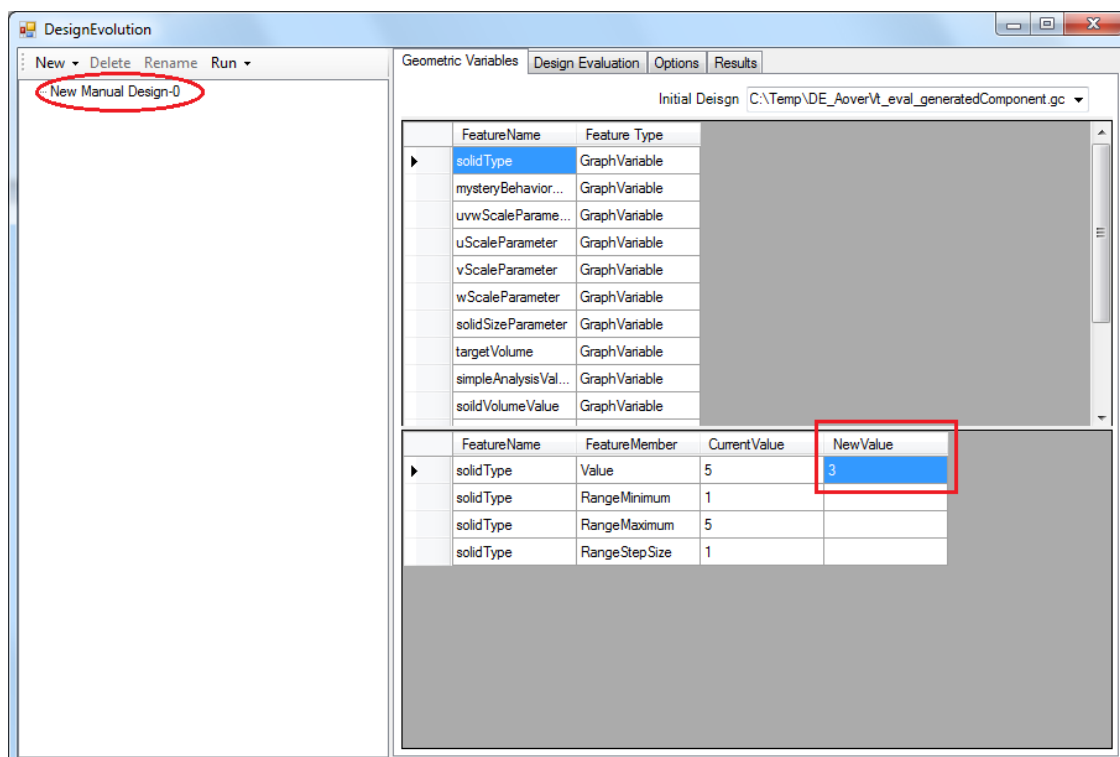 DesignEvolution
New Delete Rename Run
New Manual Design-0
Geometric Variables Design Evaluation Options Results
Initial Deisgn C:\Temp\DE_Aover\/t_eval_generatedComponent.gc
FeatureName Feature Type
solidType GraphVariable
mysteryBehavior... GraphVariable
uvwScaleParame... GraphVariable
uScaleParameter GraphVariable
vScaleParameter GraphVariable
wScaleParameter GraphVariable
solidSizeParameter GraphVariable
targetVolume GraphVariable
simpleAnalysisVal... GraphVariable
soildVolumeValue GraphVariable
FeatureName FeatureMember CurrentValue NewValue
solidType Value 5 3
solidType RangeMinimum 1
solidType RangeMaximum 5
solidType RangeStepSize 1